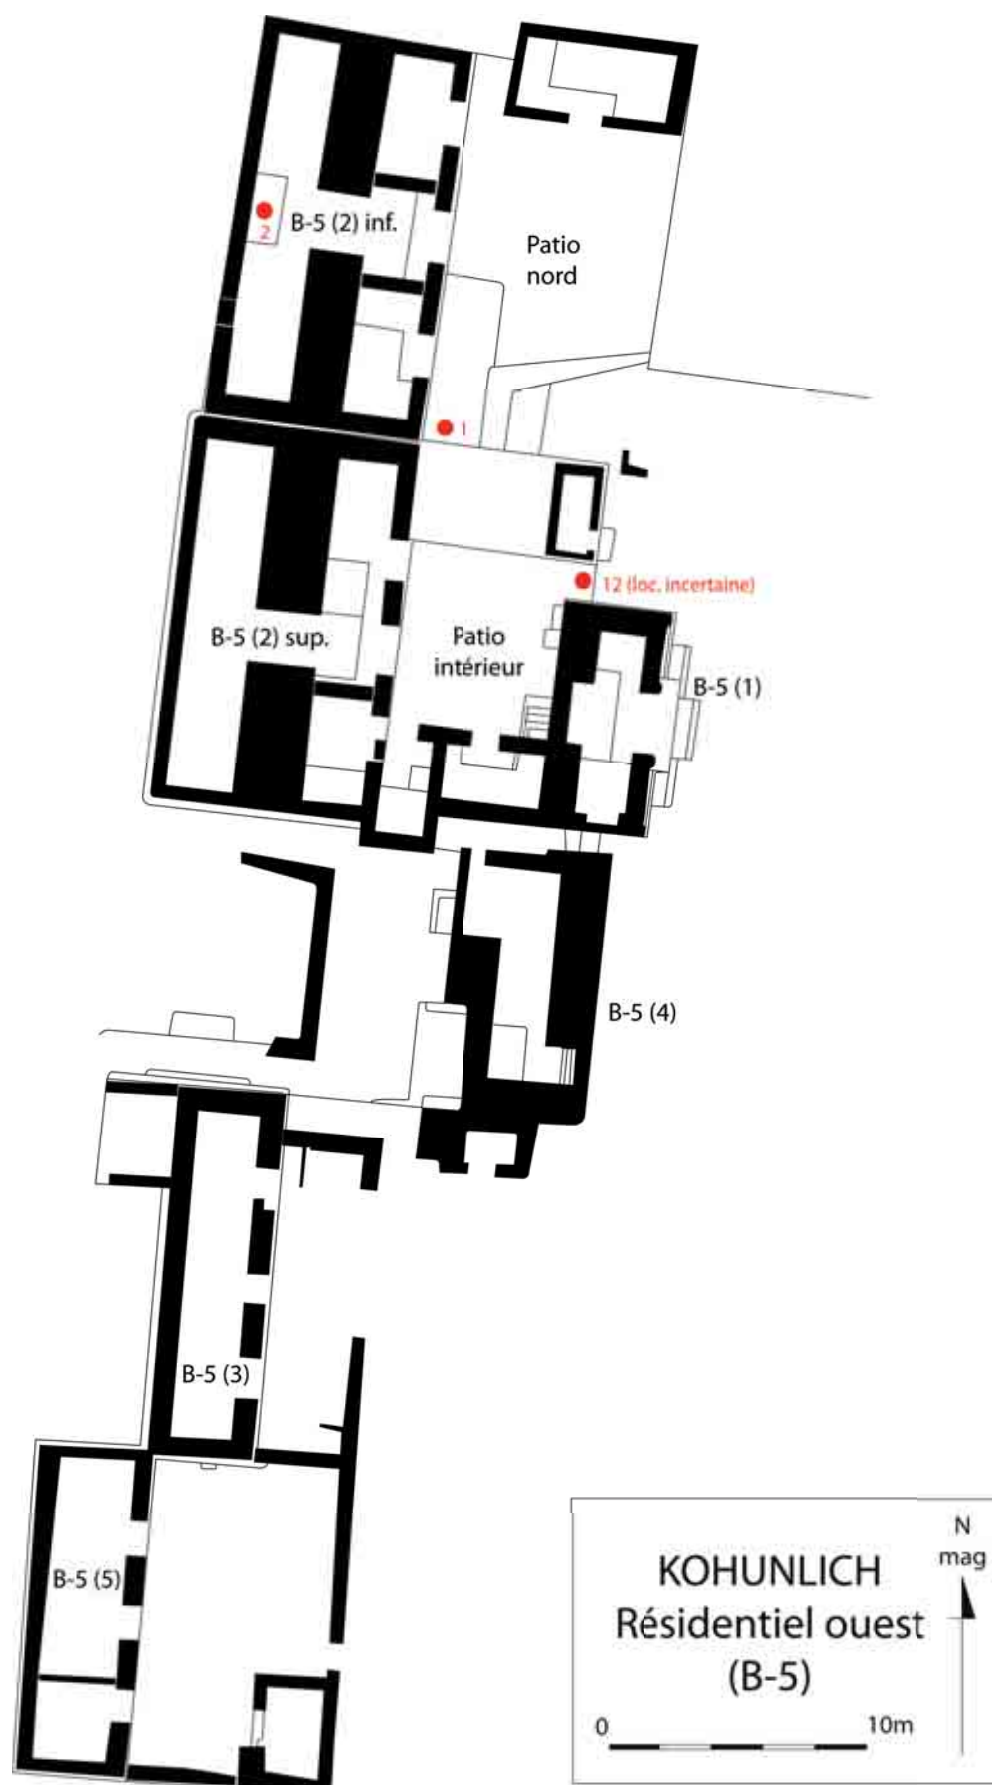 B-5 (2) inf.
2
Patio
nord
1
12 (loc. incertaine)
B-5 (2) sup.
Patio
intérieur
B-5 (1)
B-5 (4)
B-5 (3)
B-5 (5)
KOHUNLICH
Résidentiel ouest
(B-5)
N
mag
0
10m